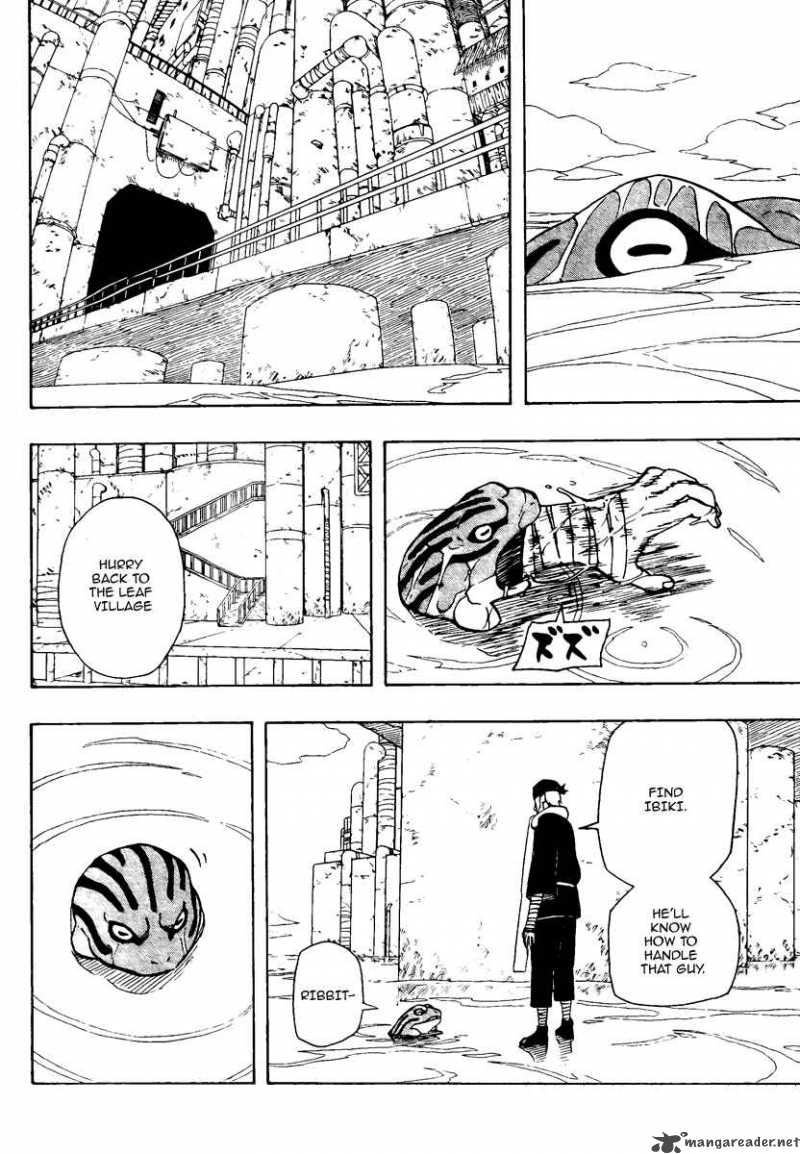 ズズ
HURRY
BACK TO
THE LEAF
VILLAGE
FIND
IBIKI.
HE'LL
KNOW
HOW TO
HANDLE
THAT GUY.
RIBBIT-
mangareader.net